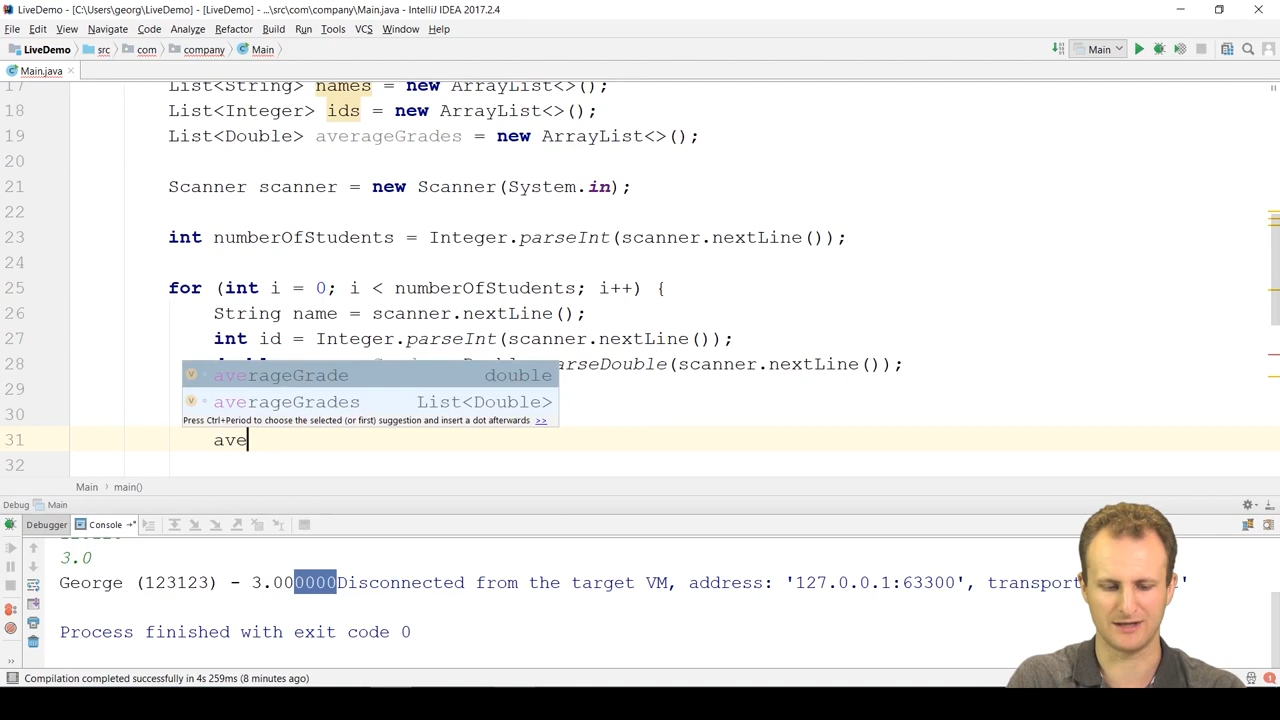 LiveDemo - [C:\Users\georg\LiveDemo] - [LiveDemo] - ...\src\com\company\Main.java - IntelliJ IDEA 2017.2.4
File Edit View Navigate Code Analyze Refactor Build Run Tools VCS Window Help
LiveDemo src com company Main Main
Main.java
17 List<String> names = new ArrayList<>();
18 List<Integer> ids = new ArrayList<>();
19 List<Double> averageGrades = new ArrayList<>();
20
21 Scanner scanner = new Scanner(System.in);
22
23 int numberOfStudents = Integer.parseInt(scanner.nextLine());
24
25 for (int i = 0; i < numberOfStudents; i++) {
26 String name = scanner.nextLine();
27 int id = Integer.parseInt(scanner.nextLine());
28 arseDouble(scanner.nextLine());
averageGrade double
29
averageGrades List<Double>
30
Press Ctrl+Period to choose the selected (or first) suggestion and insert a dot afterwards >>
31 ave
32
Main › main()
Debug Main
Debugger Console
3.0
George (123123) - 3.000000Disconnected from the target VM, address: '127.0.0.1:63300', transport '
Process finished with exit code 0
Compilation completed successfully in 4s 259ms (8 minutes ago)